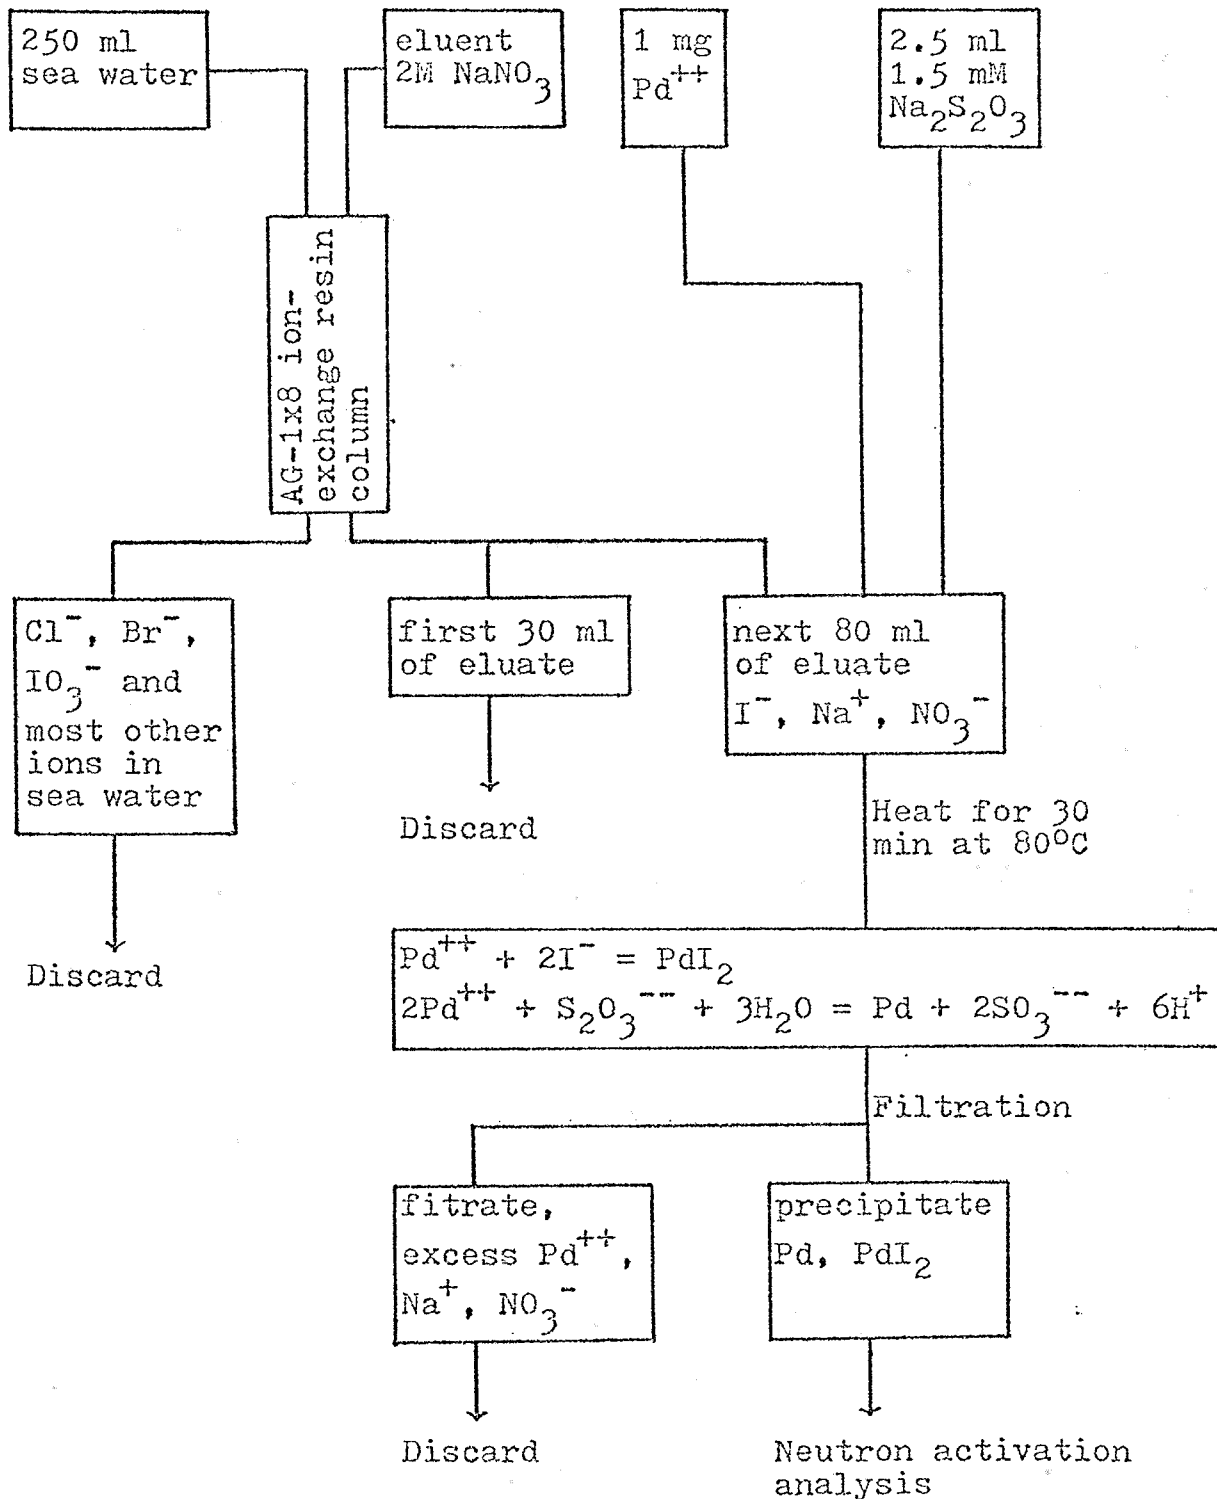 250 ml
sea water
eluent
2M NaNO₃
1 mg
Pd⁺⁺
2.5 ml
1.5 mM
Na₂S₂O₃
AG-1x8 ion-
exchange resin
column
Cl⁻, Br⁻,
IO₃⁻ and
most other
ions in
sea water
first 30 ml
of eluate
next 80 ml
of eluate
I⁻, Na⁺, NO₃⁻
Discard
Discard
Heat for 30
min at 80°C
Pd⁺⁺ + 2I⁻ = PdI₂
2Pd⁺⁺ + S₂O₃⁻⁻ + 3H₂O = Pd + 2SO₃⁻⁻ + 6H⁺
Filtration
fitrate,
excess Pd⁺⁺,
Na⁺, NO₃⁻
precipitate
Pd, PdI₂
Discard
Neutron activation
analysis